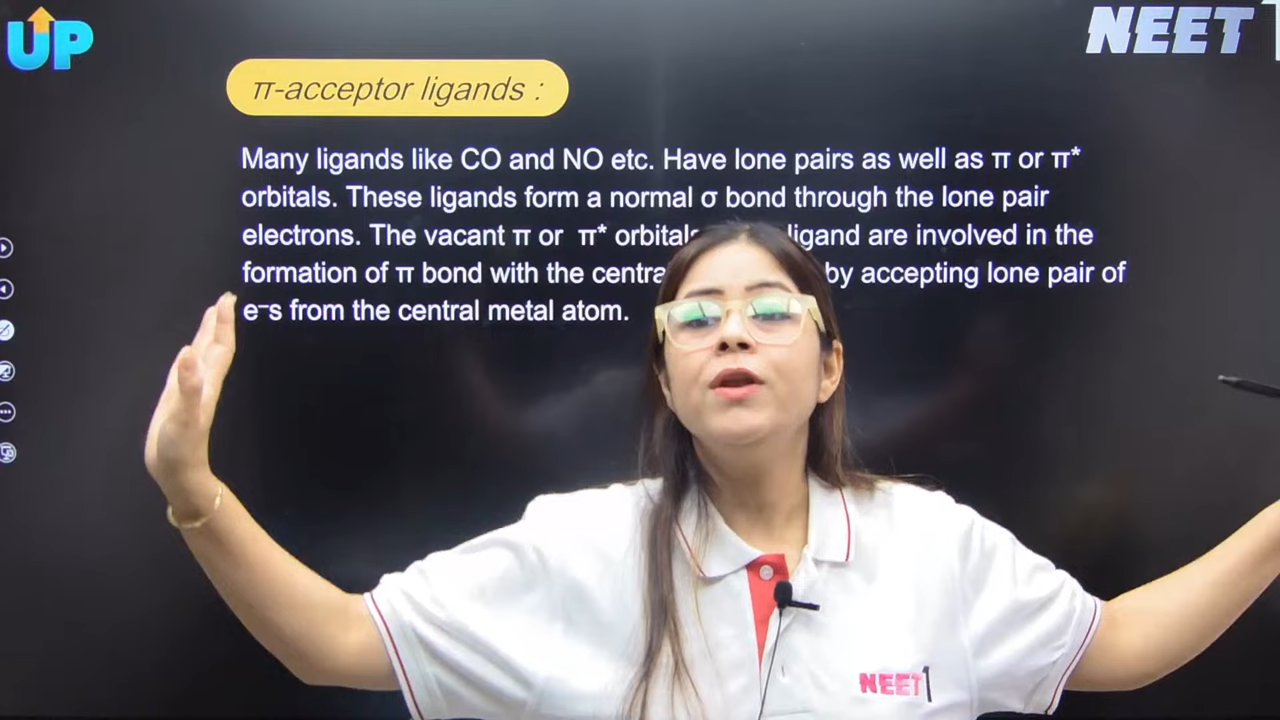 UP
NEET
π-acceptor ligands :
Many ligands like CO and NO etc. Have lone pairs as well as π or π*
orbitals. These ligands form a normal σ bond through the lone pair
electrons. The vacant π or π* ligand are involved in the
formation of π bond with the by accepting lone pair of
e⁻s from the central metal atom.
NEET1